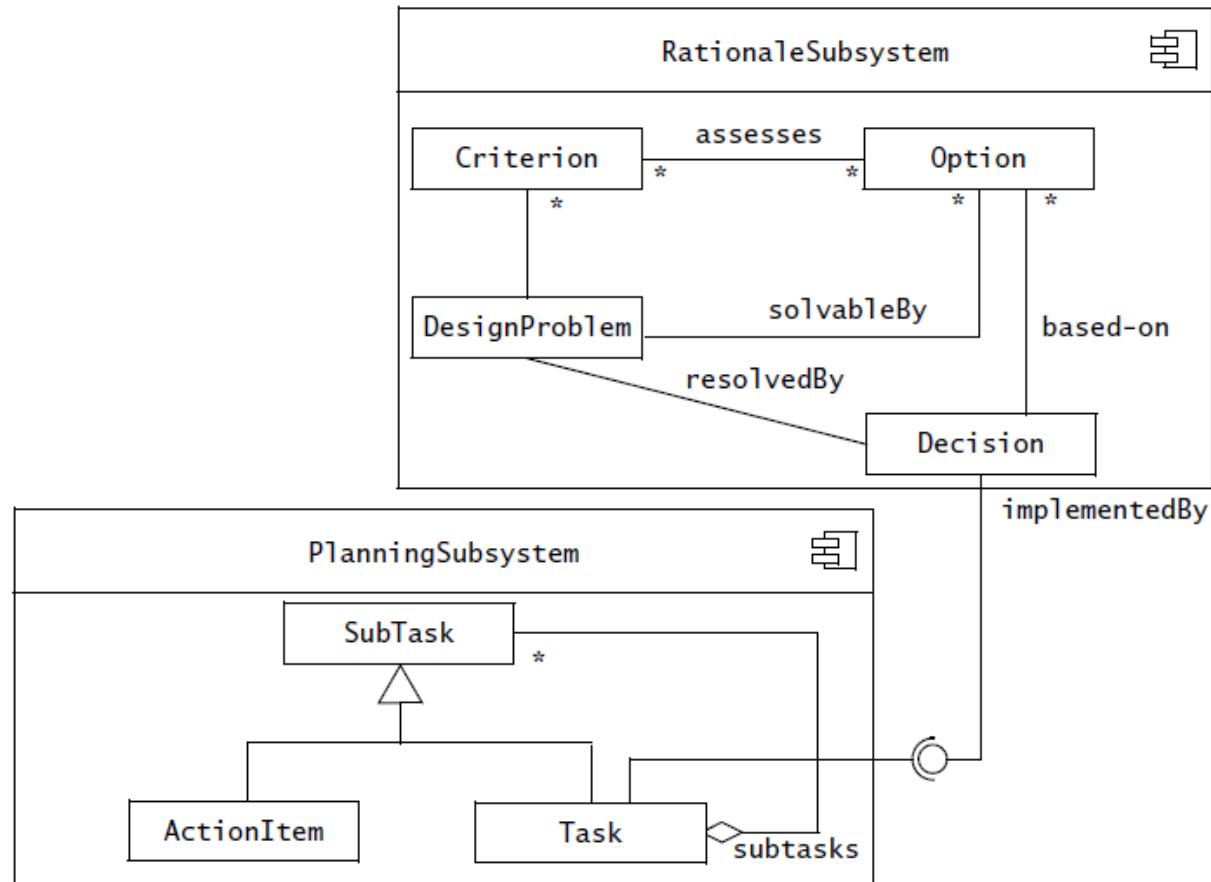 RationaleSubsystem
assesses
Criterion
Option
*
*
*
*
*
DesignProblem
solvableBy
based-on
resolvedBy
Decision
implementedBy
PlanningSubsystem
SubTask
*
ActionItem
Task
subtasks